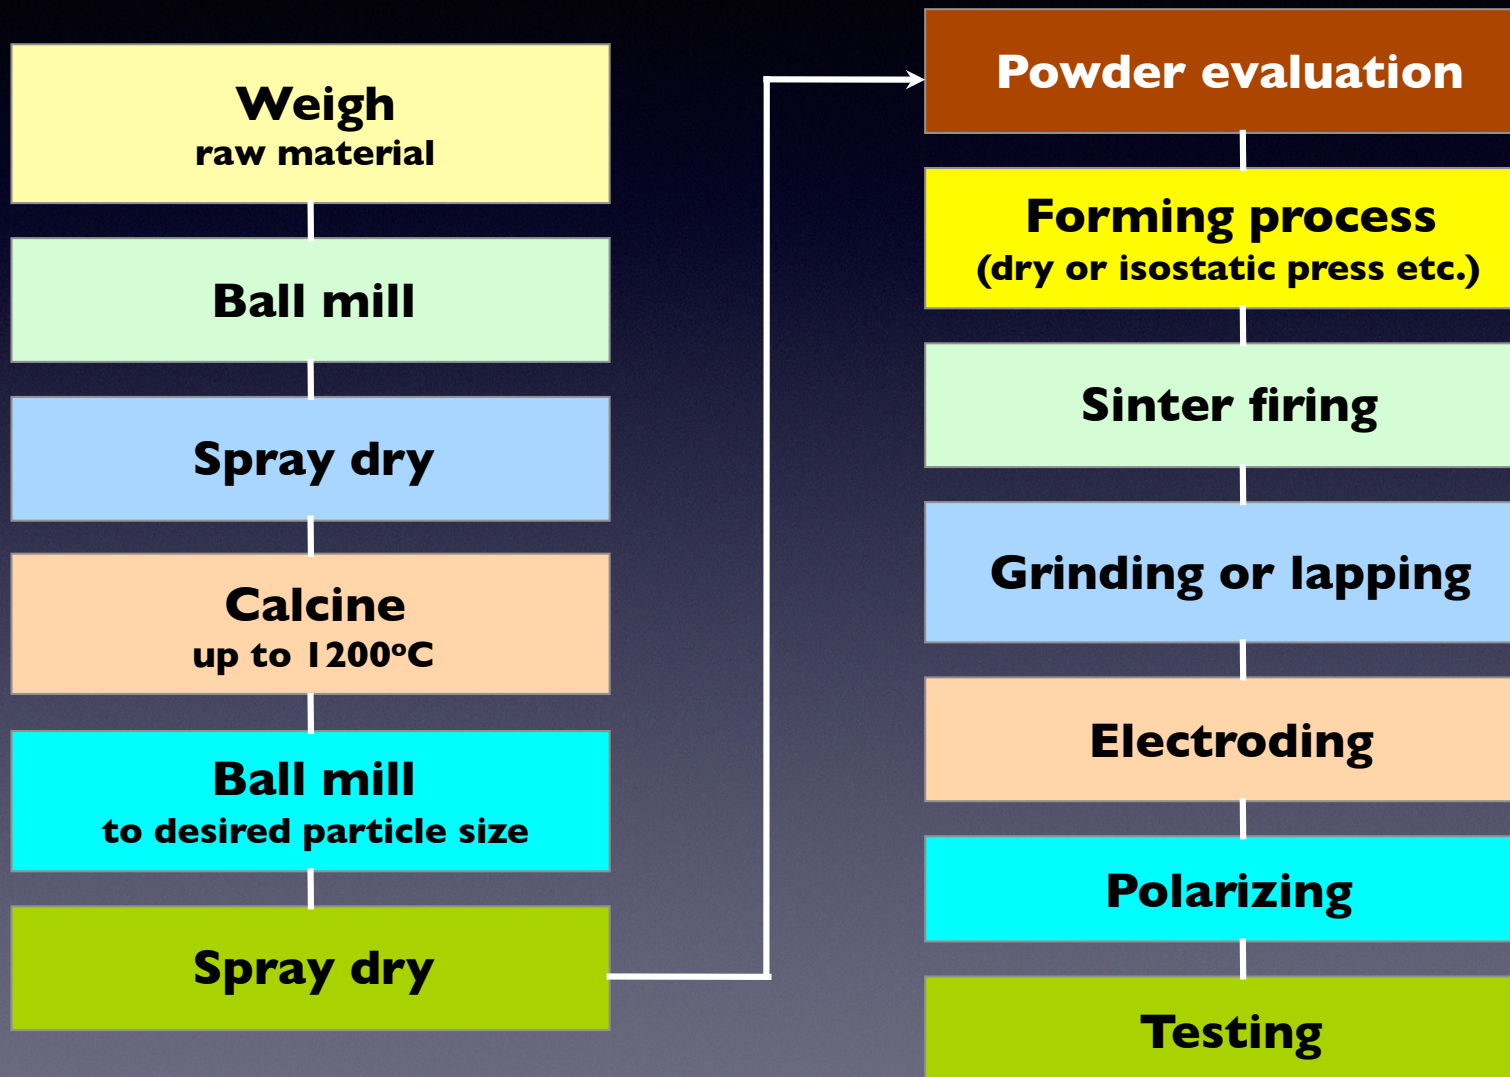 Weigh
raw material
Ball mill
Spray dry
Calcine
up to 1200ºC
Ball mill
to desired particle size
Spray dry
Powder evaluation
Forming process
(dry or isostatic press etc.)
Sinter firing
Grinding or lapping
Electroding
Polarizing
Testing